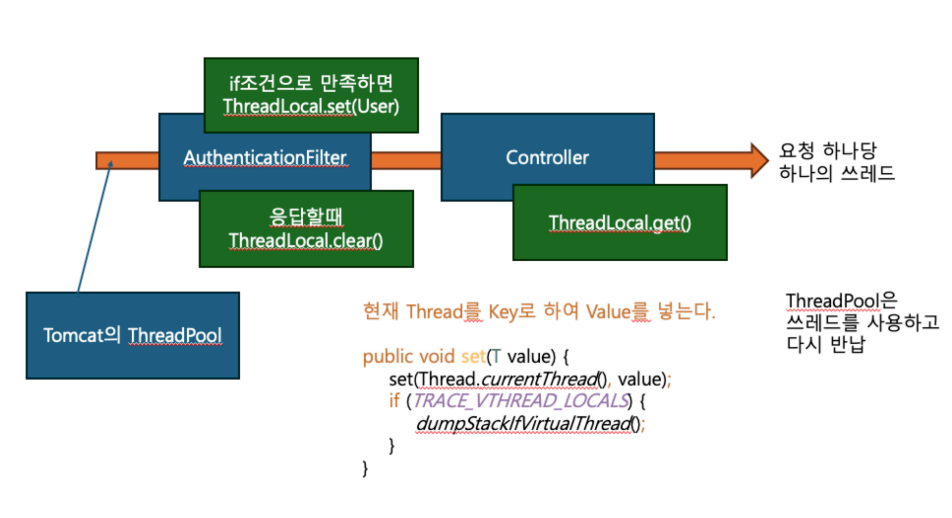 if조건으로 만족하면
ThreadLocal.set(User)
AuthenticationFilter
Controller
요청 하나당
하나의 쓰레드
응답할때
ThreadLocal.clear()
ThreadLocal.get()
Tomcat의 ThreadPool
현재 Thread를 Key로 하여 Value를 넣는다.
ThreadPool은
쓰레드를 사용하고
다시 반납
public void set(T value) {
set(Thread.currentThread(), value);
if (TRACE_VTHREAD_LOCALS) {
dumpStackIfVirtualThread();
}
}